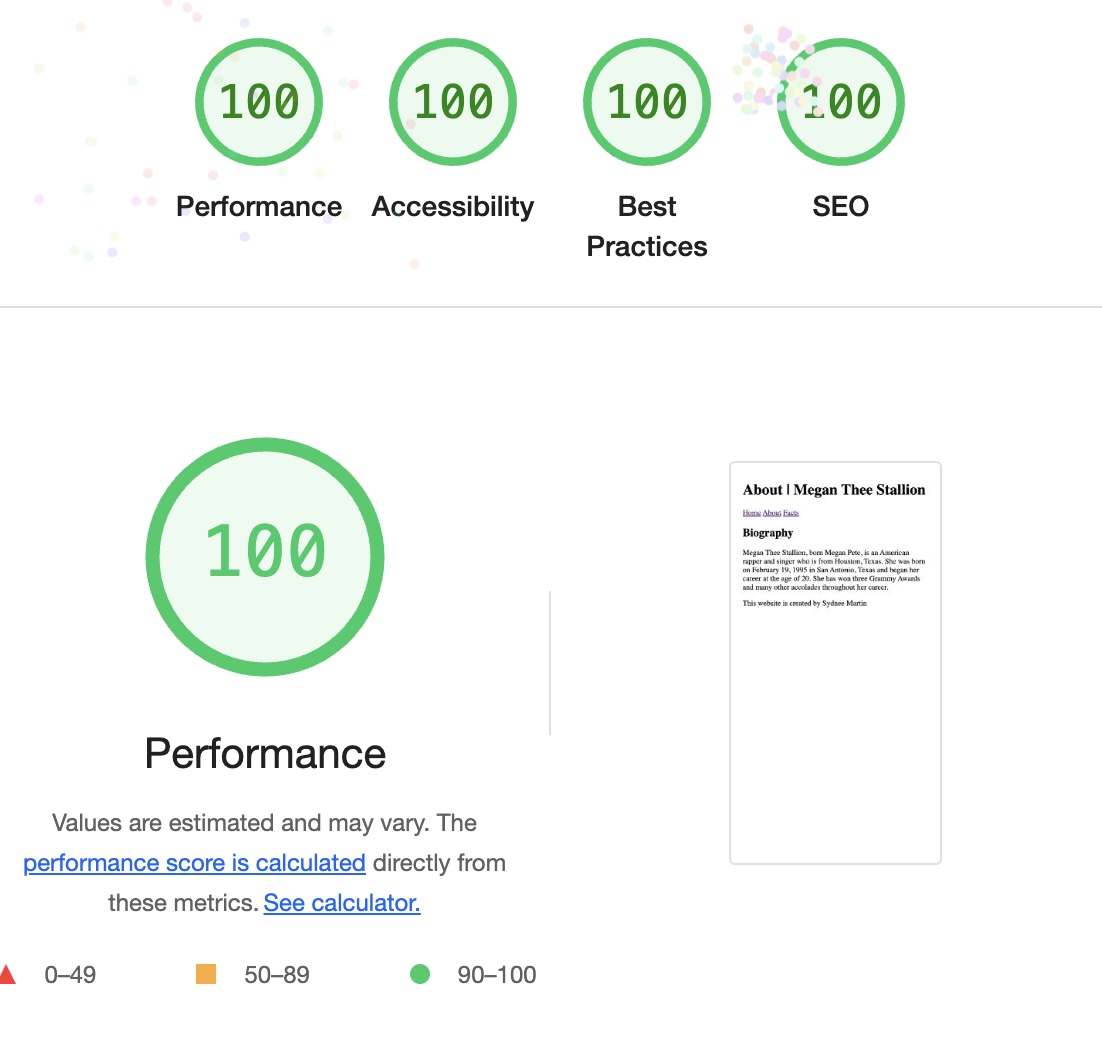 100 100 100 100
Performance Accessibility Best SEO
Practices
100
Performance
Values are estimated and may vary. The
performance score is calculated directly from
these metrics. See calculator.
0–49 50–89 90–100
About | Megan Thee Stallion
Home About Facts
Biography
Megan Thee Stallion, born Megan Pete, is an American
rapper and singer who is from Houston, Texas. She was born
on February 19, 1995 in San Antonio, Texas and began her
career at the age of 20. She has won three Grammy Awards
and many other accolades throughout her career.
This website is created by Sydnee Martin